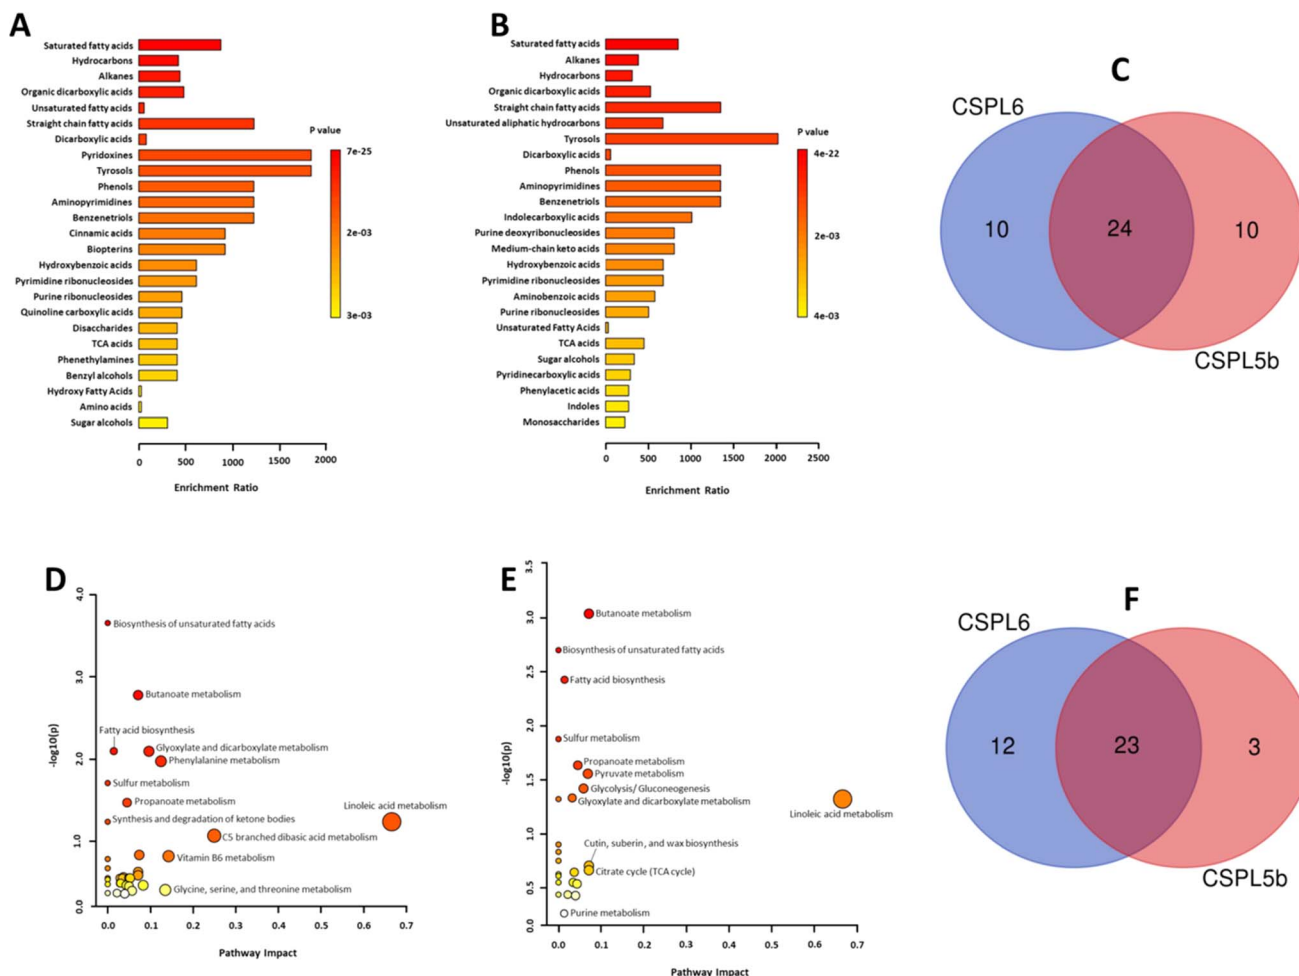 A
Saturated fatty acids
Hydrocarbons
Alkanes
Organic dicarboxylic acids
Unsaturated fatty acids
Straight chain fatty acids
Dicarboxylic acids
Pyridoxines
Tyrosols
Phenols
Aminopyrimidines
Benzenetriols
Cinnamic acids
Biopterins
Hydroxybenzoic acids
Pyrimidine ribonucleosides
Purine ribonucleosides
Quinoline carboxylic acids
Disaccharides
TCA acids
Phenethylamines
Benzyl alcohols
Hydroxy Fatty Acids
Amino acids
Sugar alcohols
0 500 1000 1500 2000
Enrichment Ratio
P value
7e-25
2e-03
3e-03
B
Saturated fatty acids
Alkanes
Hydrocarbons
Organic dicarboxylic acids
Straight chain fatty acids
Unsaturated aliphatic hydrocarbons
Tyrosols
Dicarboxylic acids
Phenols
Aminopyrimidines
Benzenetriols
Indolecarboxylic acids
Purine deoxyribonucleosides
Medium-chain keto acids
Hydroxybenzoic acids
Pyrimidine ribonucleosides
Aminobenzoic acids
Purine ribonucleosides
Unsaturated Fatty Acids
TCA acids
Sugar alcohols
Pyridinecarboxylic acids
Phenylacetic acids
Indoles
Monosaccharides
0 500 1000 1500 2000 2500
Enrichment Ratio
P value
4e-22
2e-03
4e-03
C
CSPL6
10 24 10
CSPL5b
D
4.0
3.0
2.0
1.0
0.0
-log10(p)
Biosynthesis of unsaturated fatty acids
Butanoate metabolism
Fatty acid biosynthesis
Glyoxylate and dicarboxylate metabolism
Phenylalanine metabolism
Sulfur metabolism
Propanoate metabolism
Linoleic acid metabolism
Synthesis and degradation of ketone bodies
C5 branched dibasic acid metabolism
Vitamin B6 metabolism
Glycine, serine, and threonine metabolism
0.0 0.1 0.2 0.3 0.4 0.5 0.6 0.7
Pathway Impact
E
3.5
3.0
2.5
2.0
1.5
1.0
0.5
0.0
-log10(p)
Butanoate metabolism
Biosynthesis of unsaturated fatty acids
Fatty acid biosynthesis
Sulfur metabolism
Propanoate metabolism
Pyruvate metabolism
Glycolysis/ Gluconeogenesis
Glyoxylate and dicarboxylate metabolism
Linoleic acid metabolism
Cutin, suberin, and wax biosynthesis
Citrate cycle (TCA cycle)
Purine metabolism
0.0 0.1 0.2 0.3 0.4 0.5 0.6 0.7
Pathway Impact
F
CSPL6
12 23 3
CSPL5b